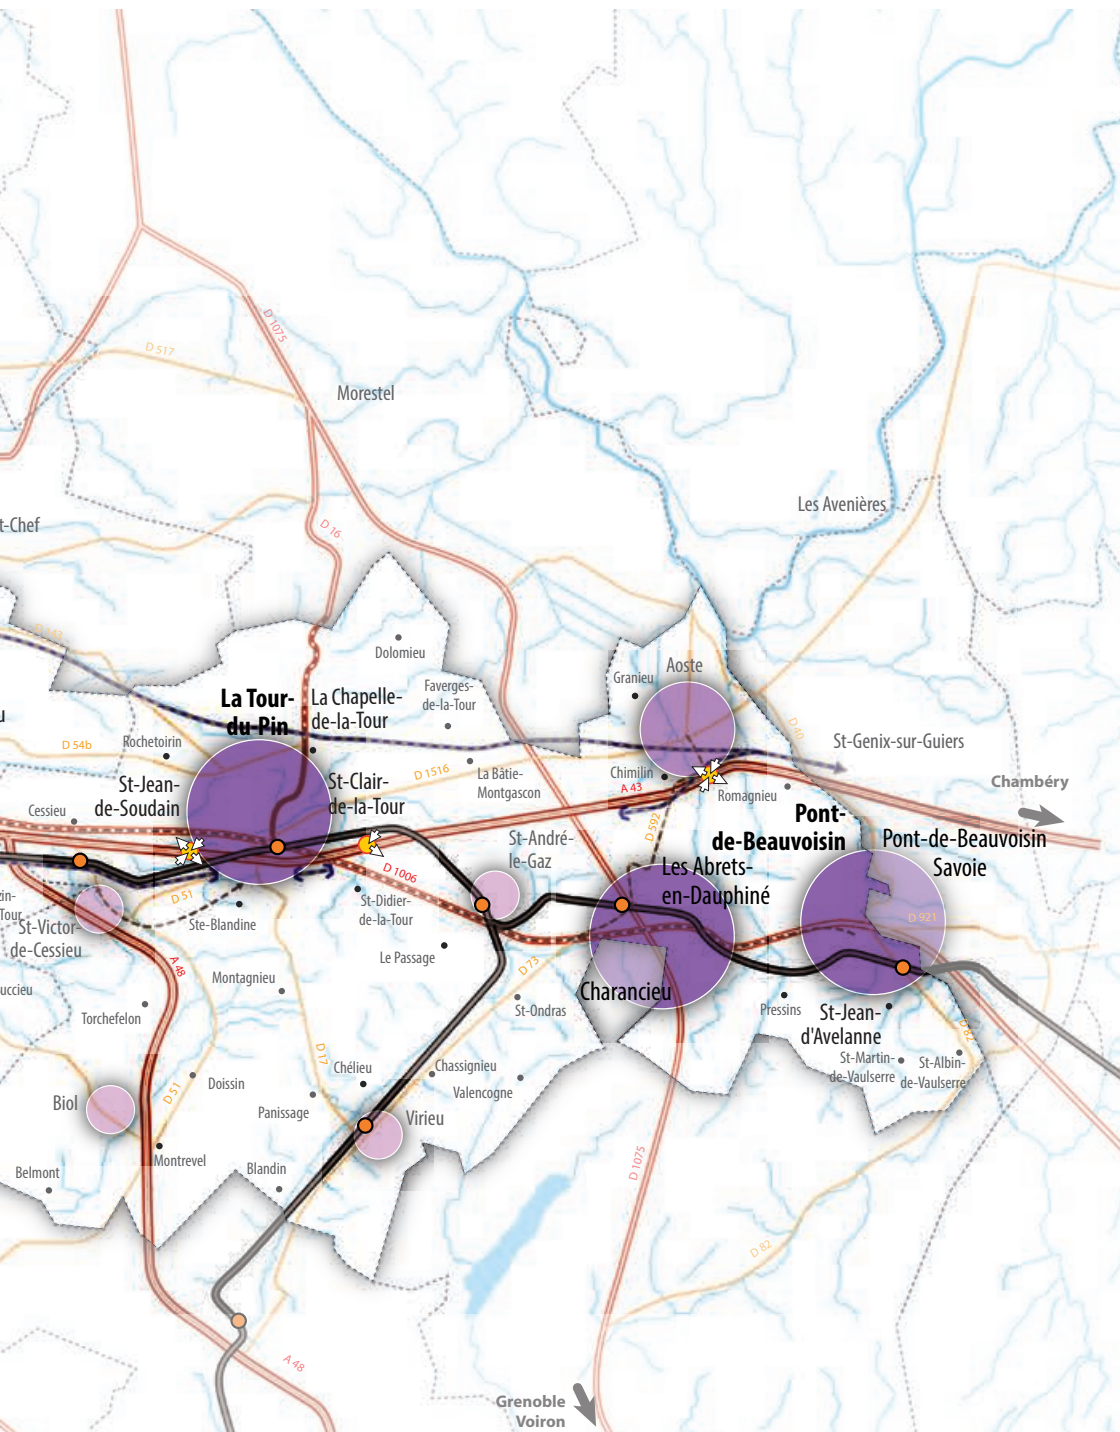 D 1075
D 517
Morestel
Les Avenières
t-Chef
D 16
D 143
Dolomieu
Aoste
Granieu
La Tour-
du-Pin
La Chapelle-
de-la-Tour
Faverges-
de-la-Tour
u
D 54b
Rochetoirin
D 40
St-Genix-sur-Guiers
St-Jean-
de-Soudain
St-Clair-
de-la-Tour
D 1516
La Bâtie-
Montgascon
Chimilin
A 43
Romagnieu
Chambéry
Cessieu
D 592
Pont-
de-Beauvoisin
Pont-de-Beauvoisin
Savoie
St-André-
le-Gaz
D 1006
Les Abrets-
en-Dauphiné
zin-
Tour
D 51
St-Didier-
de-la-Tour
Ste-Blandine
D 921
St-Victor-
de-Cessieu
Le Passage
A 48
D 73
uccieu
Montagnieu
Charancieu
Torchefelon
St-Ondras
Pressins
St-Jean-
d'Avelanne
D 82
D 17
Chélieu
Chassignieu
St-Martin-
de-Vaulserre
St-Albin-
de-Vaulserre
Doissin
D 51
Valencogne
Biol
Panissage
Virieu
Montrevel
Belmont
Blandin
D 1075
D 82
A 48
Grenoble
Voiron